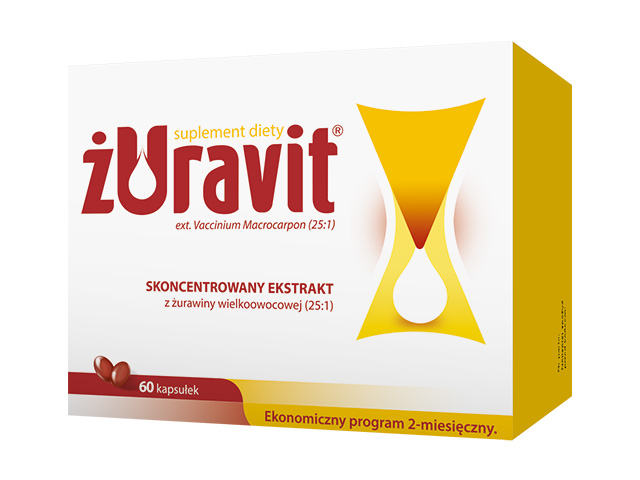 suplement diety
żuravit®
ext. Vaccinium Macrocarpon (25:1)
SKONCENTROWANY EKSTRAKT
z żurawiny wielkoowocowej (25:1)
60 kapsułek
Ekonomiczny program 2-miesięczny.